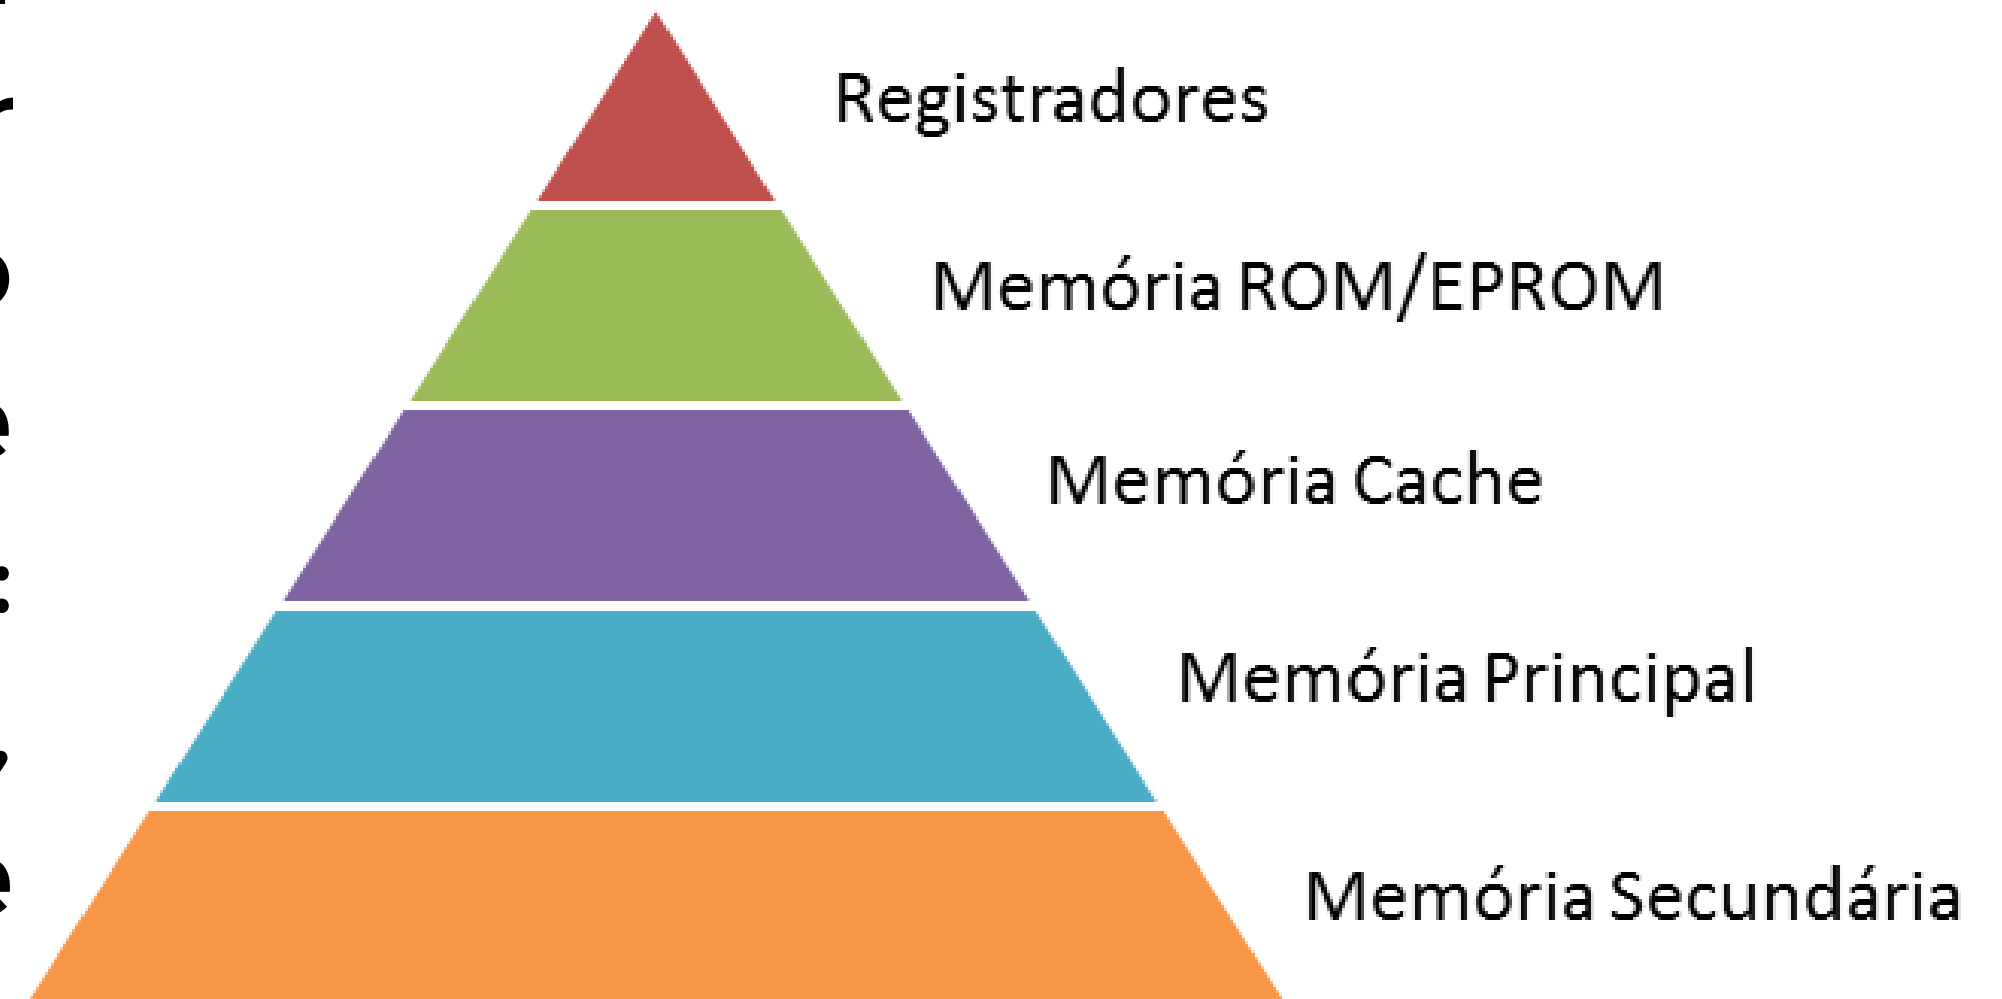 Registradores
Memória ROM/EPROM
Memória Cache
Memória Principal
Memória Secundária